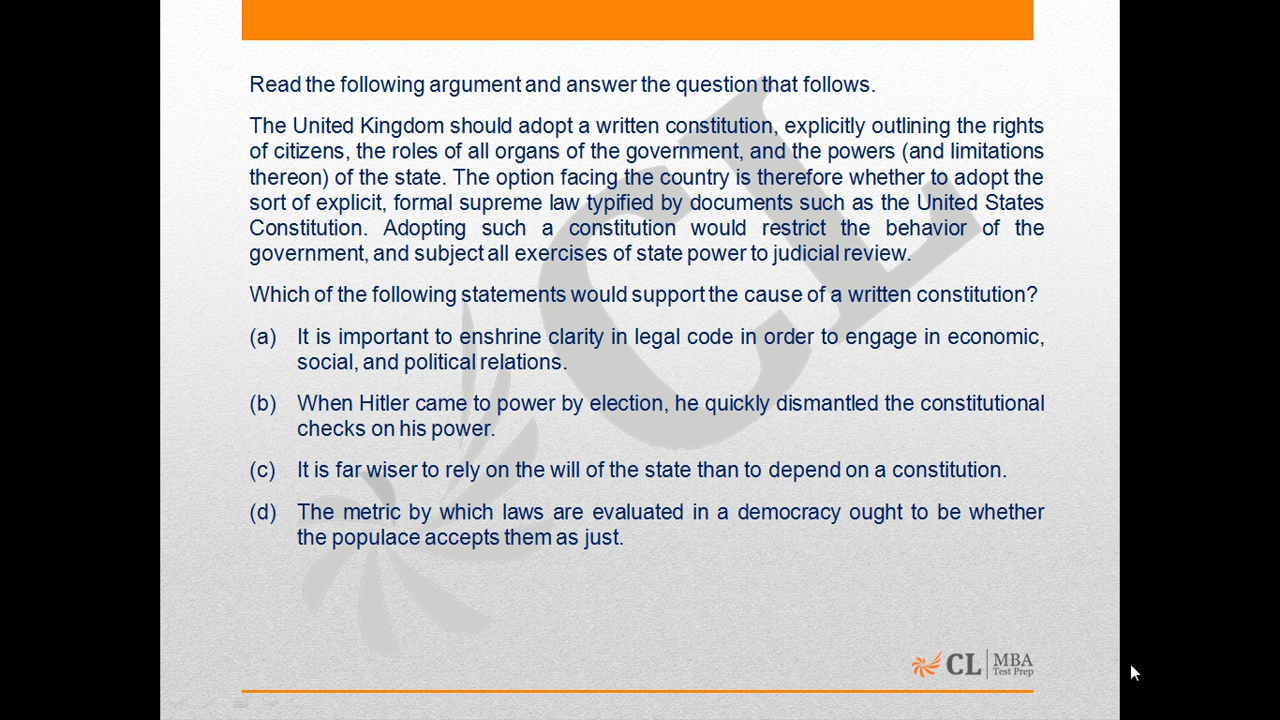 Read the following argument and answer the question that follows.
The United Kingdom should adopt a written constitution, explicitly outlining the rights
of citizens, the roles of all organs of the government, and the powers (and limitations
thereon) of the state. The option facing the country is therefore whether to adopt the
sort of explicit, formal supreme law typified by documents such as the United States
Constitution. Adopting such a constitution would restrict the behavior of the
government, and subject all exercises of state power to judicial review.
Which of the following statements would support the cause of a written constitution?
(a) It is important to enshrine clarity in legal code in order to engage in economic,
social, and political relations.
(b) When Hitler came to power by election, he quickly dismantled the constitutional
checks on his power.
(c) It is far wiser to rely on the will of the state than to depend on a constitution.
(d) The metric by which laws are evaluated in a democracy ought to be whether
the populace accepts them as just.
CL
CL MBA
Test Prep